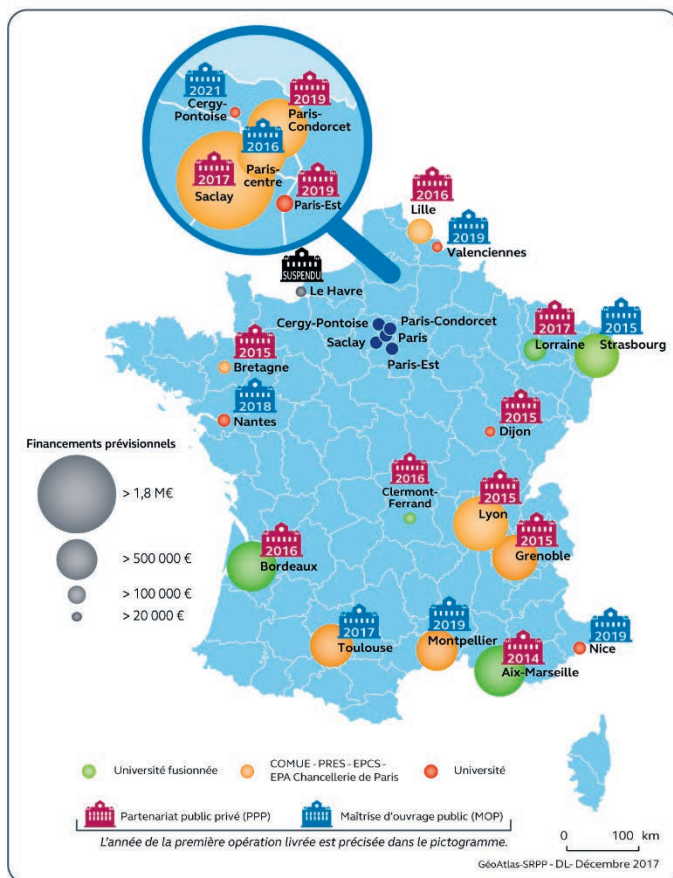 2021
Cergy-
Pontoise
2019
Paris-
Condorcet
2016
Paris-
centre
2017
Saclay
2019
Paris-Est
2016
Lille
2019
Valenciennes
SUSPENDU
Le Havre
Cergy-Pontoise
Paris-Condorcet
Saclay
Paris
Paris-Est
2017
Lorraine
2015
Strasbourg
2015
Bretagne
2018
Nantes
2015
Dijon
Financements prévisionnels
> 1,8 M€
> 500 000 €
> 100 000 €
> 20 000 €
2016
Clermont-
Ferrand
2015
Lyon
2015
Grenoble
2016
Bordeaux
2017
Toulouse
2019
Montpellier
2014
Aix-Marseille
2019
Nice
Université fusionnée
COMUE - PRES - EPCS -
EPA Chancellerie de Paris
Université
Partenariat public privé (PPP)
Maîtrise d'ouvrage public (MOP)
L'année de la première opération livrée est précisée dans le pictogramme.
0 100 km
GéoAtlas-SRPP - DL- Décembre 2017